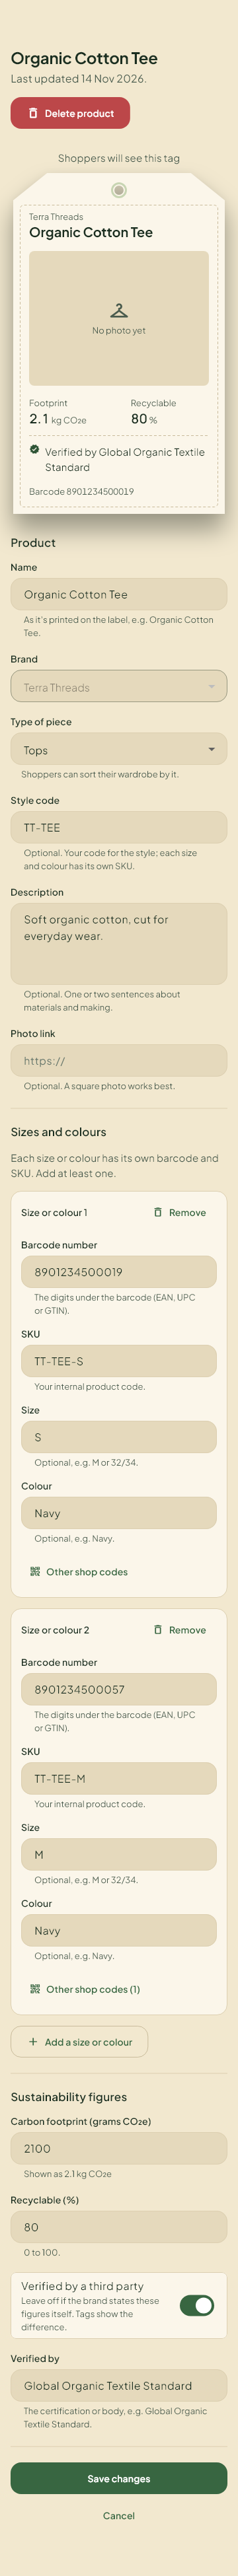 Organic Cotton Tee
Last updated 14 Nov 2026.
Delete product
Shoppers will see this tag
Terra Threads
Organic Cotton Tee
No photo yet
Footprint
Recyclable
2.1 kg CO₂e
80 %
Verified by Global Organic Textile
Standard
Barcode 8901234500019
Product
Name
Organic Cotton Tee
As it's printed on the label, e.g. Organic Cotton
Tee.
Brand
Terra Threads
Type of piece
Tops
Shoppers can sort their wardrobe by it.
Style code
TT-TEE
Optional. Your code for the style; each size
and colour has its own SKU.
Description
Soft organic cotton, cut for
everyday wear.
Optional. One or two sentences about
materials and making.
Photo link
https://
Optional. A square photo works best.
Sizes and colours
Each size or colour has its own barcode and
SKU. Add at least one.
Size or colour 1
Remove
Barcode number
8901234500019
The digits under the barcode (EAN, UPC
or GTIN).
SKU
TT-TEE-S
Your internal product code.
Size
S
Optional, e.g. M or 32/34.
Colour
Navy
Optional, e.g. Navy.
Other shop codes
Size or colour 2
Remove
Barcode number
8901234500057
The digits under the barcode (EAN, UPC
or GTIN).
SKU
TT-TEE-M
Your internal product code.
Size
M
Optional, e.g. M or 32/34.
Colour
Navy
Optional, e.g. Navy.
Other shop codes (1)
Add a size or colour
Sustainability figures
Carbon footprint (grams CO₂e)
2100
Shown as 2.1 kg CO₂e
Recyclable (%)
80
0 to 100.
Verified by a third party
Leave off if the brand states these
figures itself. Tags show the
difference.
Verified by
Global Organic Textile Standard
The certification or body, e.g. Global Organic
Textile Standard.
Save changes
Cancel